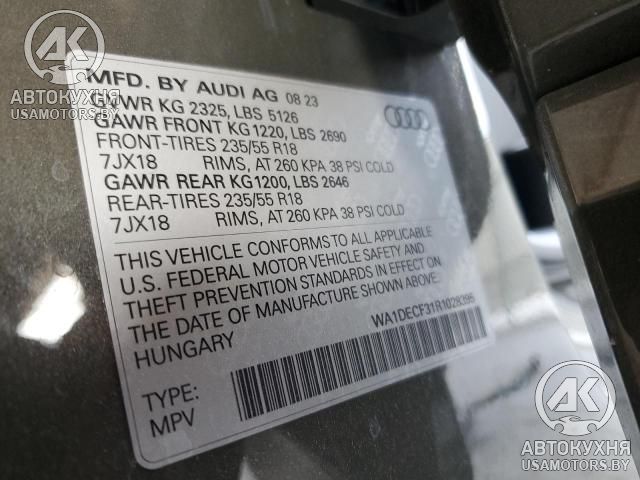 MFD. BY AUDI AG 08 23
GVWR KG 2325, LBS 5126
GAWR FRONT KG 1220, LBS 2690
FRONT-TIRES 235/55 R18
7JX18 RIMS, AT 260 KPA 38 PSI COLD
GAWR REAR KG1200, LBS 2646
REAR-TIRES 235/55 R18
7JX18 RIMS, AT 260 KPA 38 PSI COLD
THIS VEHICLE CONFORMS TO ALL APPLICABLE
U.S. FEDERAL MOTOR VEHICLE SAFETY AND
THEFT PREVENTION STANDARDS IN EFFECT ON
THE DATE OF MANUFACTURE SHOWN ABOVE.
HUNGARY
WA1DECF31R1028395
TYPE:
MPV
АК
АВТОКУХНЯ
USAMOTORS.BY
АК
АВТОКУХНЯ
USAMOTORS.BY